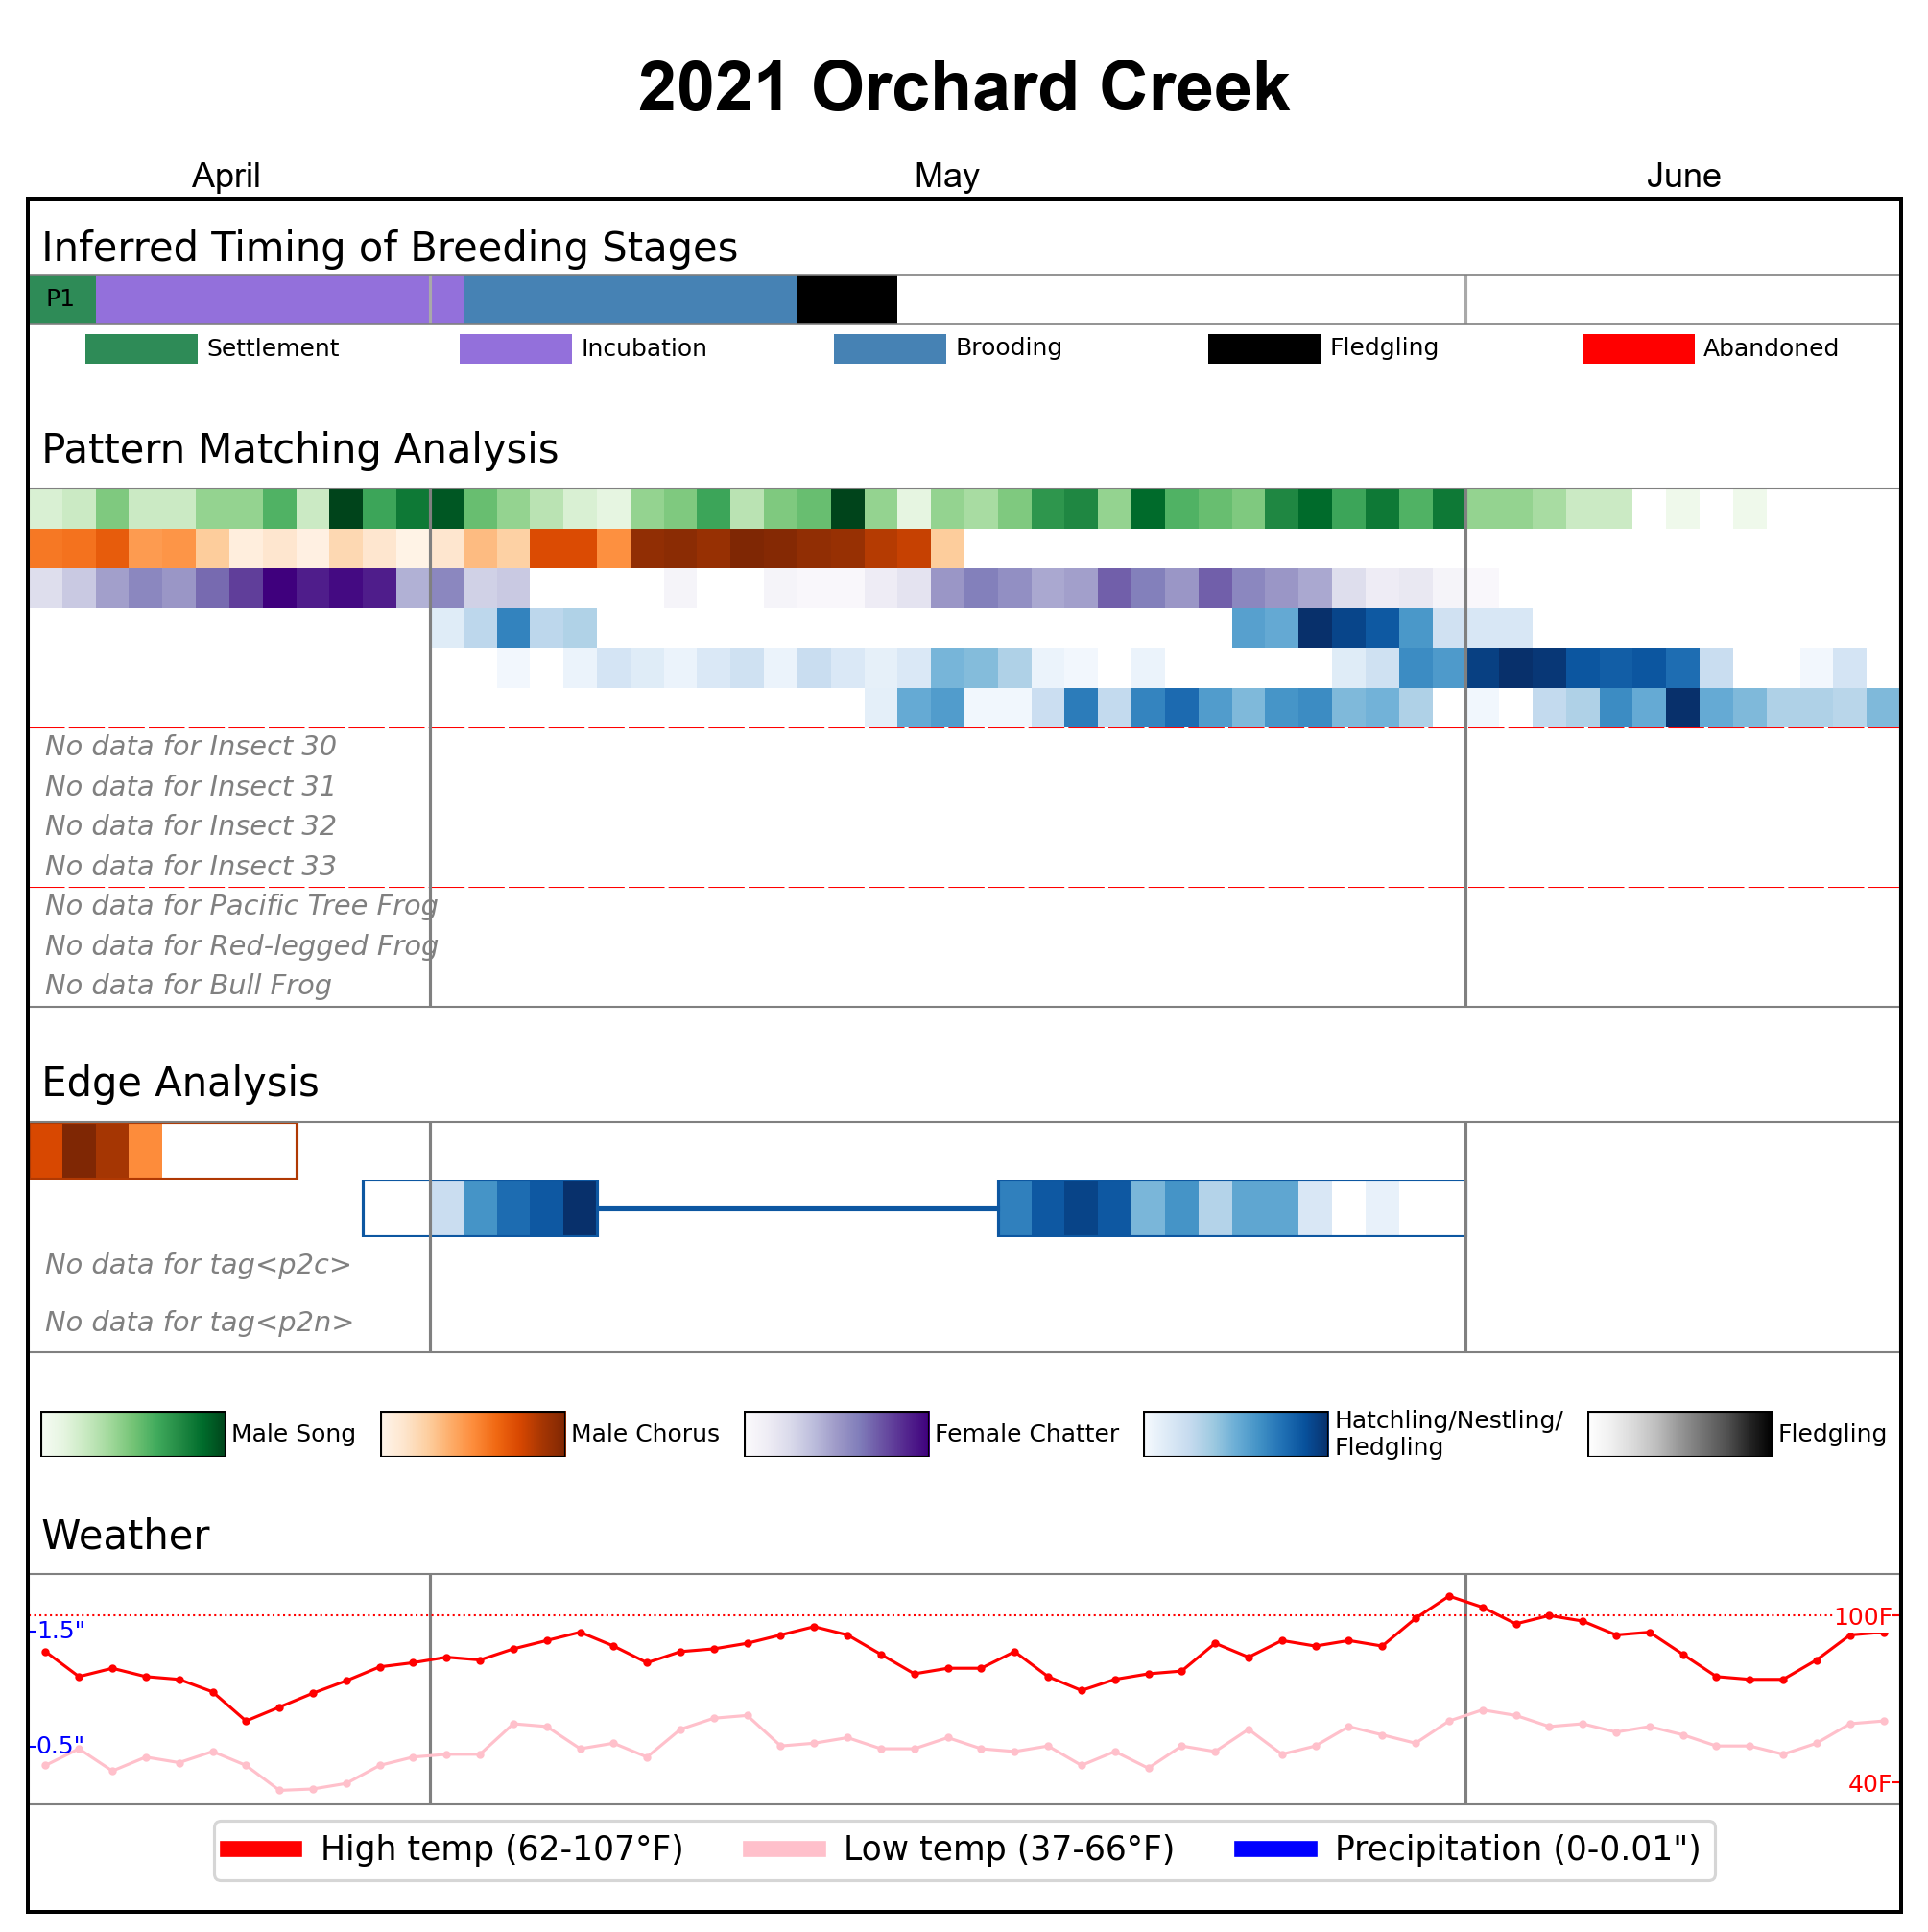 2021 Orchard Creek
April May June
Inferred Timing of Breeding Stages
P1
Settlement Incubation Brooding Fledgling Abandoned
Pattern Matching Analysis
No data for Insect 30
No data for Insect 31
No data for Insect 32
No data for Insect 33
No data for Pacific Tree Frog
No data for Red-legged Frog
No data for Bull Frog
Edge Analysis
No data for tag<p2c>
No data for tag<p2n>
Male Song Male Chorus Female Chatter Hatchling/Nestling/
Fledgling Fledgling
Weather
1.5" 100F
0.5" 40F
High temp (62-107°F) Low temp (37-66°F) Precipitation (0-0.01")